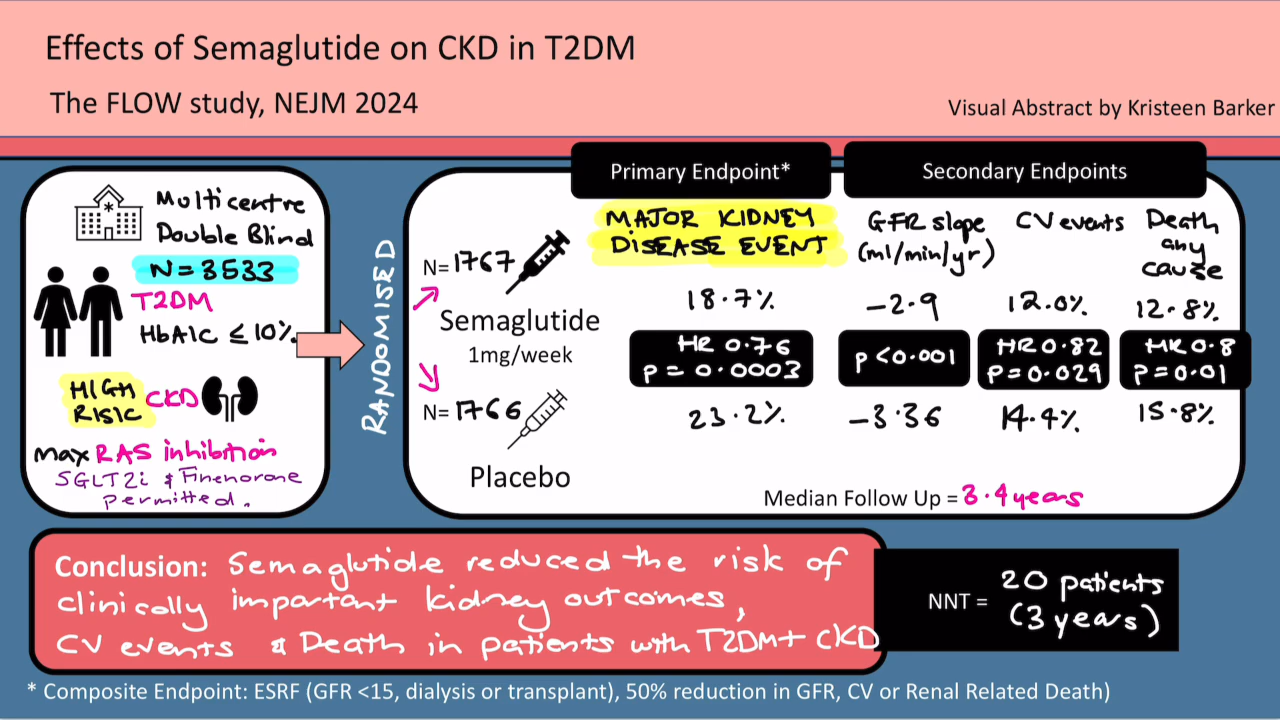 Effects of Semaglutide on CKD in T2DM
The FLOW study, NEJM 2024
Visual Abstract by Kristeen Barker
Multicentre
Double Blind
N = 3533
T2DM
HbA1C ≤ 10%
HIGH
RISK
CKD
max RAS inhibition
SGLT2i & Finenorone
permitted.
RANDOMISED
N= 1767
Semaglutide
1mg/week
N= 1766
Placebo
Primary Endpoint*
MAJOR KIDNEY
DISEASE EVENT
18.7%
HR 0.76
P = 0.0003
23.2%
Secondary Endpoints
GFR slope
(ml/min/yr)
-2.9
P <0.001
-3.36
CV events
12.0%
HR 0.82
P= 0.029
14.4%
Death
any
cause
12.8%
HR 0.8
P= 0.01
15.8%
Median Follow Up = 3.4 years
Conclusion: Semaglutide reduced the risk of
clinically important kidney outcomes,
CV events & Death in patients with T2DM + CKD
NNT = 20 patients
(3 years)
* Composite Endpoint: ESRF (GFR <15, dialysis or transplant), 50% reduction in GFR, CV or Renal Related Death)